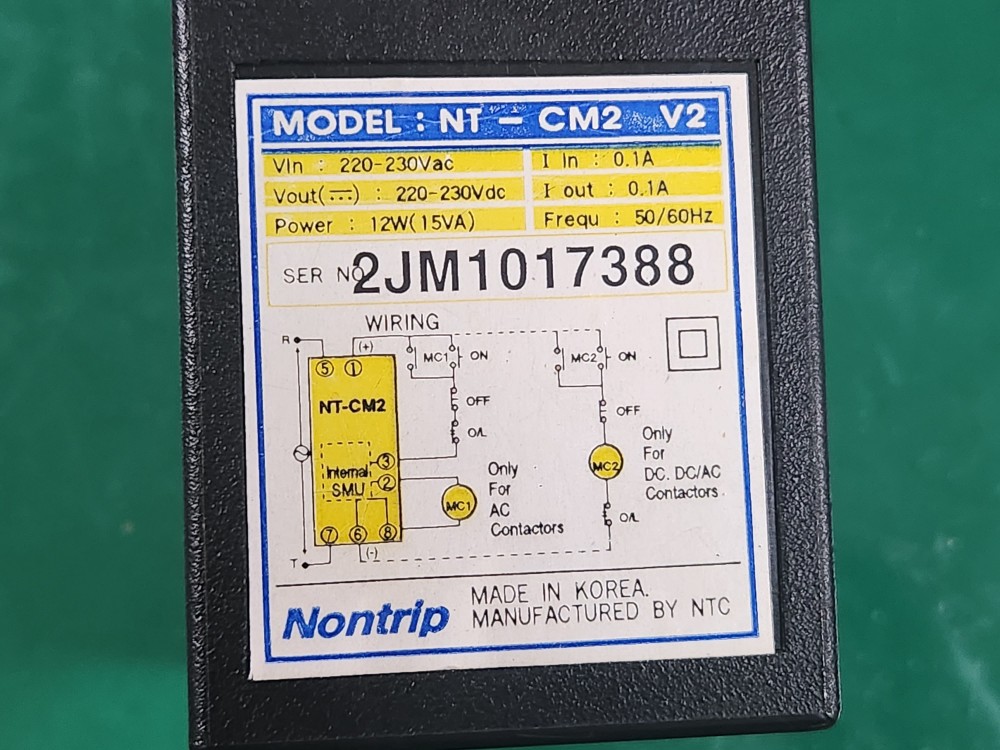 MODEL : NT - CM2 V2
VIn : 220-230Vac
I In : 0.1A
Vout(⎓) : 220-230Vdc
I out : 0.1A
Power : 12W(15VA)
Frequ : 50/60Hz
SER NO 2JM1017388
WIRING
R
(+)
MC1
ON
MC2
ON
5
1
NT-CM2
OFF
OFF
O/L
Internal
SMU
3
2
Only
For
AC
Contactors
MC1
MC2
Only
For
DC. DC/AC
Contactors.
O/L
7
6
8
T
(-)
Nontrip
MADE IN KOREA.
MANUFACTURED BY NTC